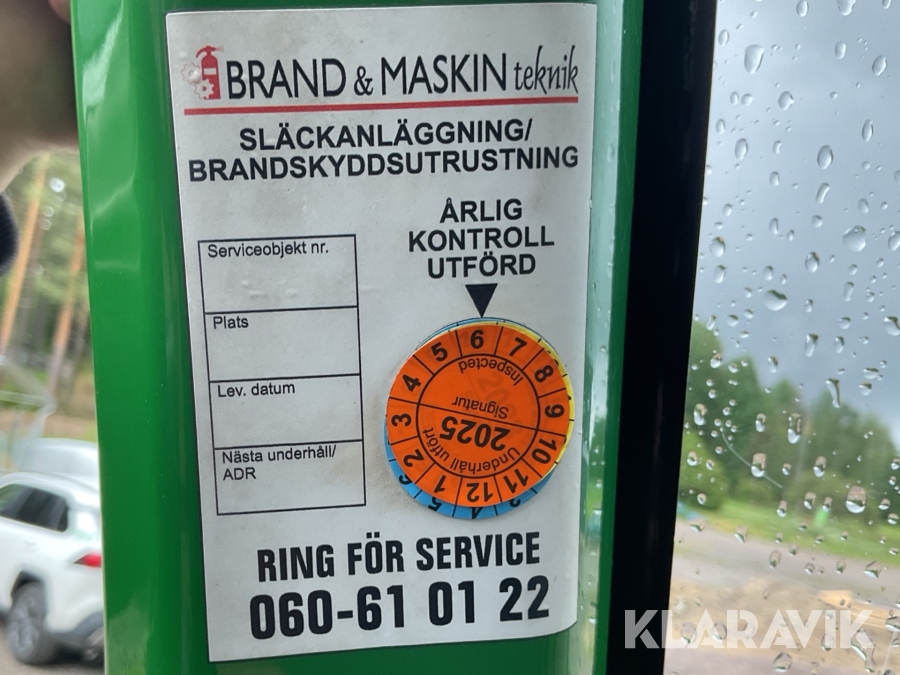 BRAND & MASKIN teknik
SLÄCKANLÄGGNING/
BRANDSKYDDSUTRUSTNING
ÅRLIG
KONTROLL
UTFÖRD
Serviceobjekt nr.
Plats
Lev. datum
Nästa underhåll/
ADR
1 2 3 4 5 6 7 8 9 10 11 12
Inspected
Signatur
2025
Underhåll utfört
RING FÖR SERVICE
060-61 01 22
KLARAVIK